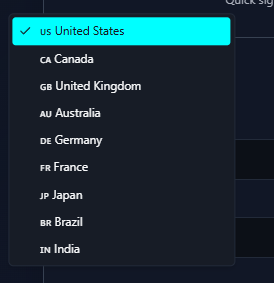 Quick sig
US United States
CA Canada
GB United Kingdom
AU Australia
DE Germany
FR France
JP Japan
BR Brazil
IN India